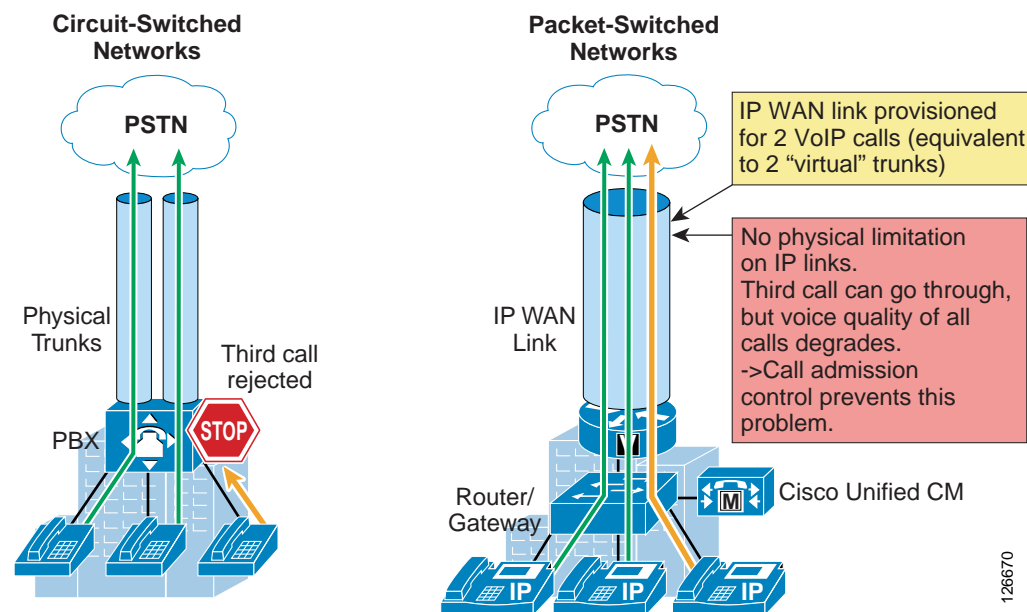 Circuit-Switched
Networks
PSTN
Physical
Trunks
Third call
rejected
PBX
STOP
Packet-Switched
Networks
PSTN
IP WAN link provisioned
for 2 VoIP calls (equivalent
to 2 “virtual” trunks)
No physical limitation
on IP links.
Third call can go through,
but voice quality of all
calls degrades.
->Call admission
control prevents this
problem.
IP WAN
Link
V
Router/
Gateway
M
Cisco Unified CM
IP
IP
IP
126670